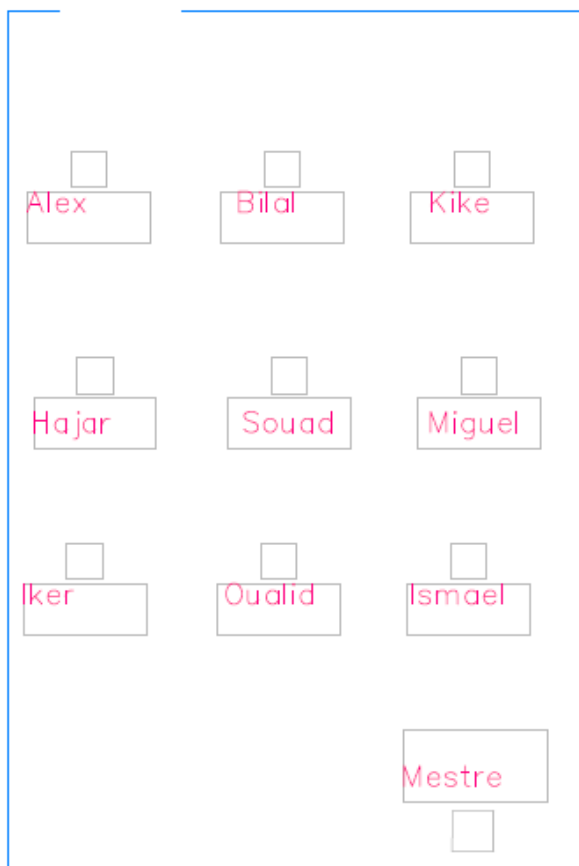 Alex
Bilal
Kike
Hajar
Souad
Miguel
Iker
Oualid
Ismael
Mestre